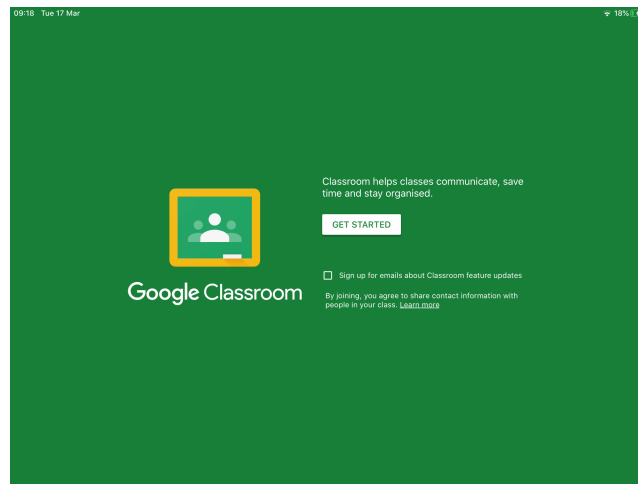 09:18 Tue 17 Mar
18%
Classroom helps classes communicate, save
time and stay organised.
GET STARTED
Google Classroom
Sign up for emails about Classroom feature updates
By joining, you agree to share contact information with
people in your class. Learn more